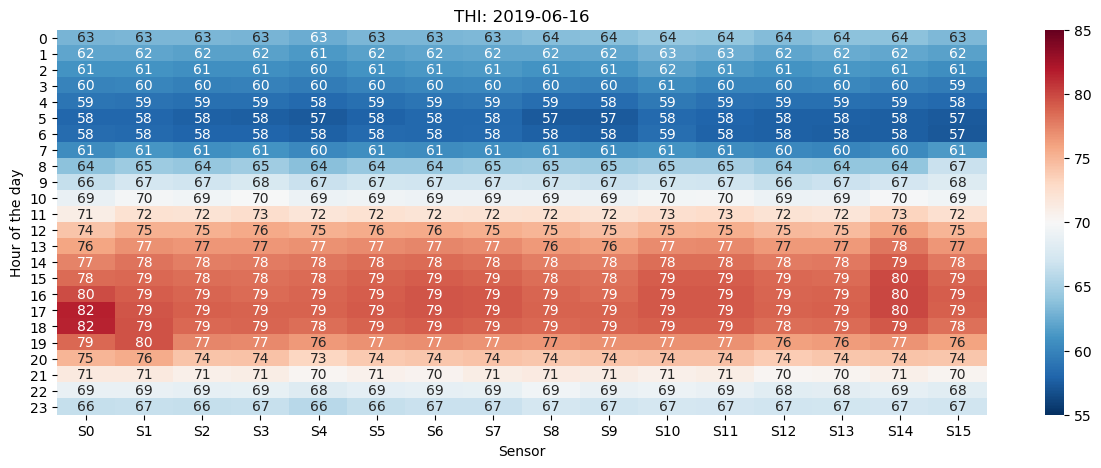 THI: 2019-06-16
0 63 63 63 63 63 63 63 63 64 64 64 64 64 64 64 63
1 62 62 62 62 61 62 62 62 62 62 63 63 62 62 62 62
2 61 61 61 61 60 61 61 61 61 61 62 61 61 61 61 61
3 60 60 60 60 60 60 60 60 60 60 61 60 60 60 60 59
4 59 59 59 59 58 59 59 59 59 58 59 59 59 59 59 58
5 58 58 58 58 57 58 58 58 57 57 58 58 58 58 58 57
6 58 58 58 58 58 58 58 58 58 58 59 58 58 58 58 57
7 61 61 61 61 60 61 61 61 61 61 61 61 60 60 60 61
8 64 65 64 65 64 64 64 65 65 65 65 65 64 64 64 67
9 66 67 67 68 67 67 67 67 67 67 67 67 66 67 67 68
10 69 70 69 70 69 69 69 69 69 69 70 70 69 69 70 69
11 71 72 72 73 72 72 72 72 72 72 73 73 72 72 73 72
12 74 75 75 76 75 76 76 75 75 75 75 75 75 75 76 75
13 76 77 77 77 77 77 77 77 76 76 77 77 77 77 78 77
14 77 78 78 78 78 78 78 78 78 78 78 78 78 78 79 78
15 78 79 78 78 78 79 79 79 79 78 79 79 78 79 80 79
16 80 79 79 79 79 79 79 79 79 79 79 79 79 79 80 79
17 82 79 79 79 79 79 79 79 79 79 79 79 79 79 80 79
18 82 79 79 79 78 79 79 79 79 79 79 79 78 79 79 78
19 79 80 77 77 76 77 77 77 77 77 77 77 76 76 77 76
20 75 76 74 74 73 74 74 74 74 74 74 74 74 74 74 74
21 71 71 71 71 70 71 70 71 71 71 71 71 70 70 71 70
22 69 69 69 69 68 69 69 69 69 69 69 69 68 68 69 68
23 66 67 66 67 66 66 67 67 67 67 67 67 67 67 67 67
S0 S1 S2 S3 S4 S5 S6 S7 S8 S9 S10 S11 S12 S13 S14 S15
Sensor
Hour of the day
85
80
75
70
65
60
55